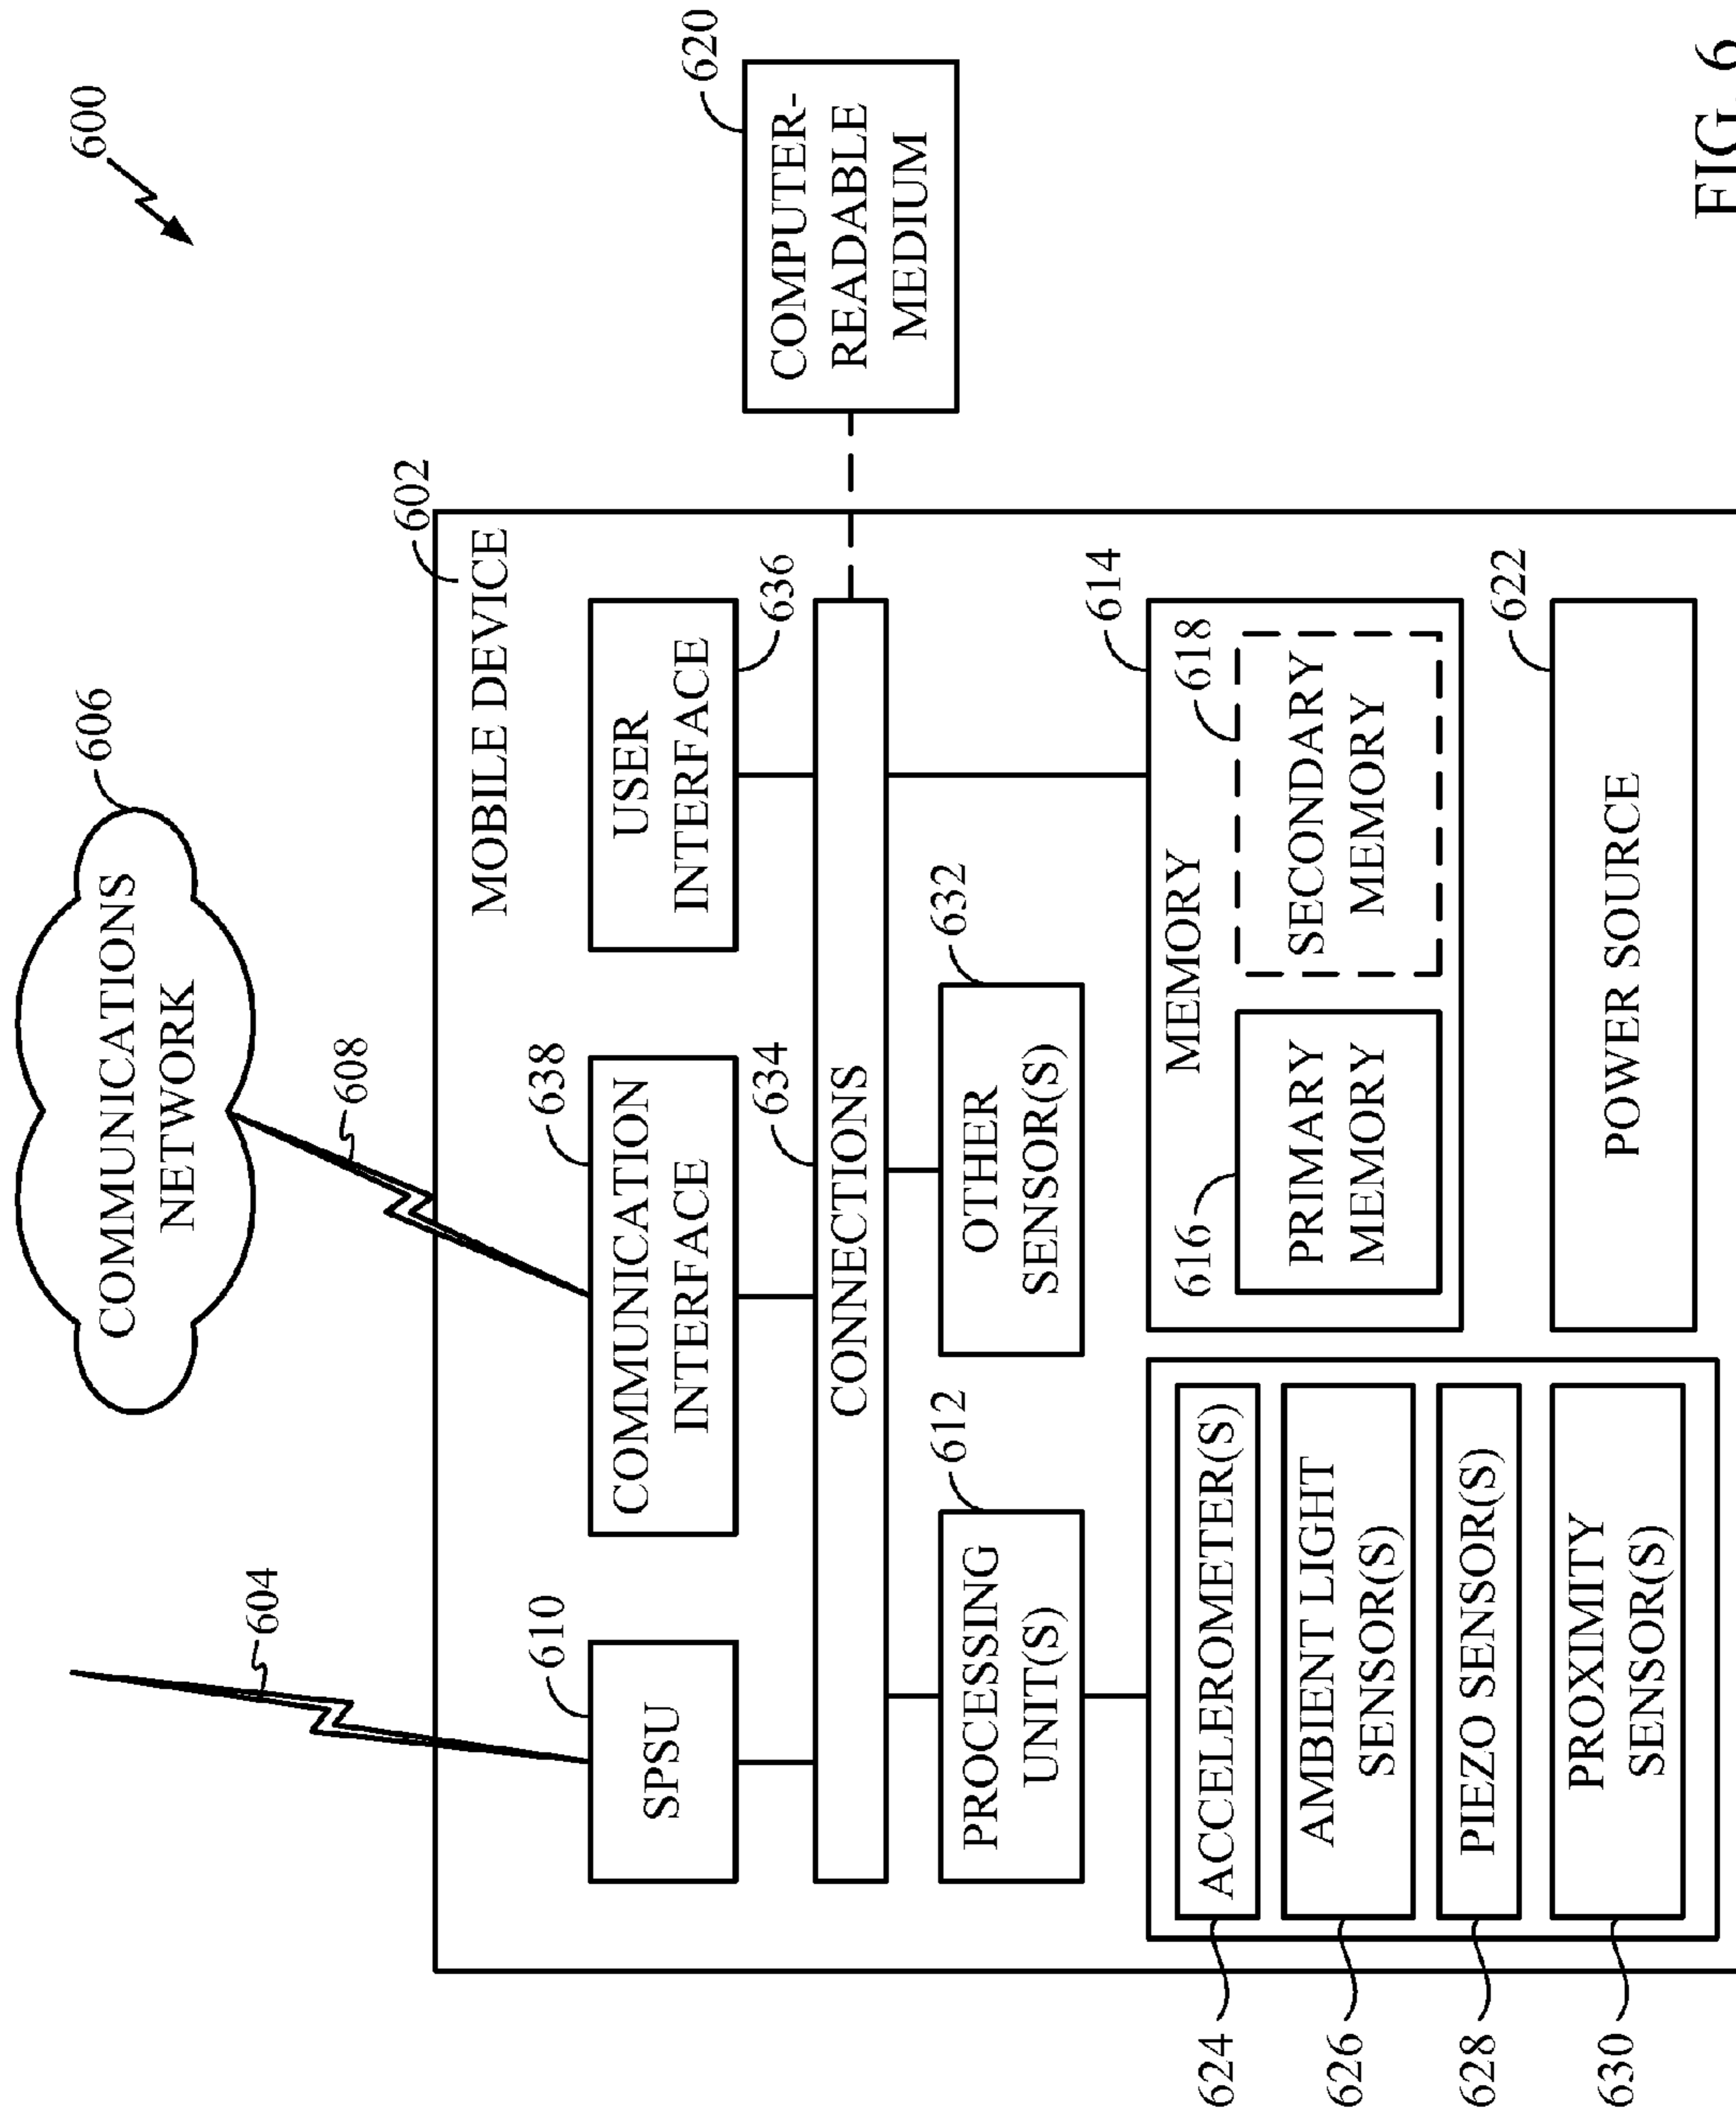 600
606
COMMUNICATIONS
NETWORK
604
608
602
MOBILE DEVICE
610
SPSU
638
COMMUNICATION
INTERFACE
USER
INTERFACE
636
634
CONNECTIONS
620
COMPUTER-
READABLE
MEDIUM
612
PROCESSING
UNIT(S)
632
OTHER
SENSOR(S)
614
MEMORY
616
PRIMARY
MEMORY
618
SECONDARY
MEMORY
624
ACCELEROMETER(S)
626
AMBIENT LIGHT
SENSOR(S)
628
PIEZO SENSOR(S)
630
PROXIMITY
SENSOR(S)
622
POWER SOURCE
FIG. 6